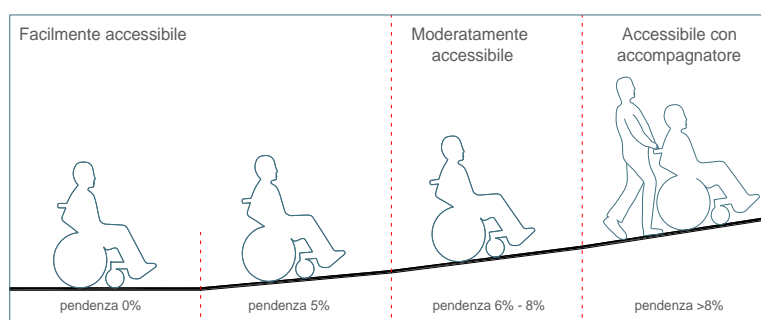 Facilmente accessibile
Moderatamente
accessibile
Accessibile con
accompagnatore
pendenza 0%
pendenza 5%
pendenza 6% - 8%
pendenza >8%